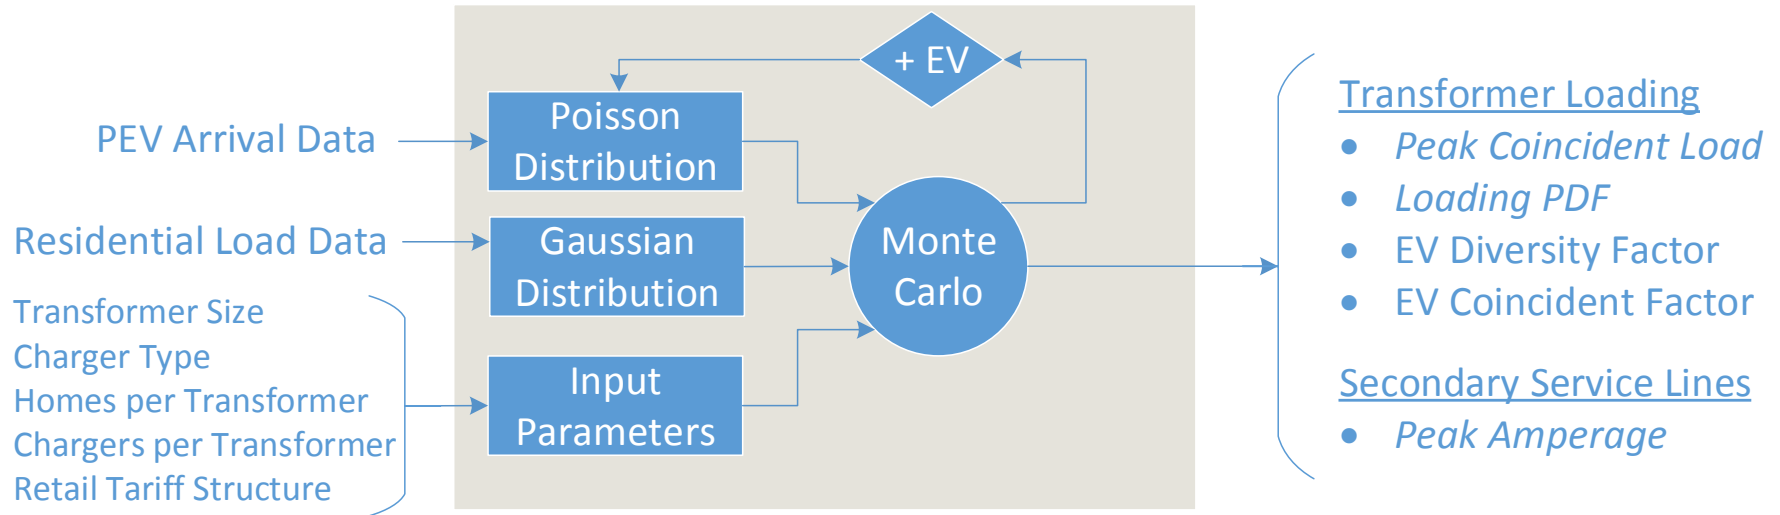 PEV Arrival Data
Residential Load Data
Transformer Size
Charger Type
Homes per Transformer
Chargers per Transformer
Retail Tariff Structure
+ EV
Poisson
Distribution
Gaussian
Distribution
Input
Parameters
Monte
Carlo
Transformer Loading
• Peak Coincident Load
• Loading PDF
• EV Diversity Factor
• EV Coincident Factor
Secondary Service Lines
• Peak Amperage